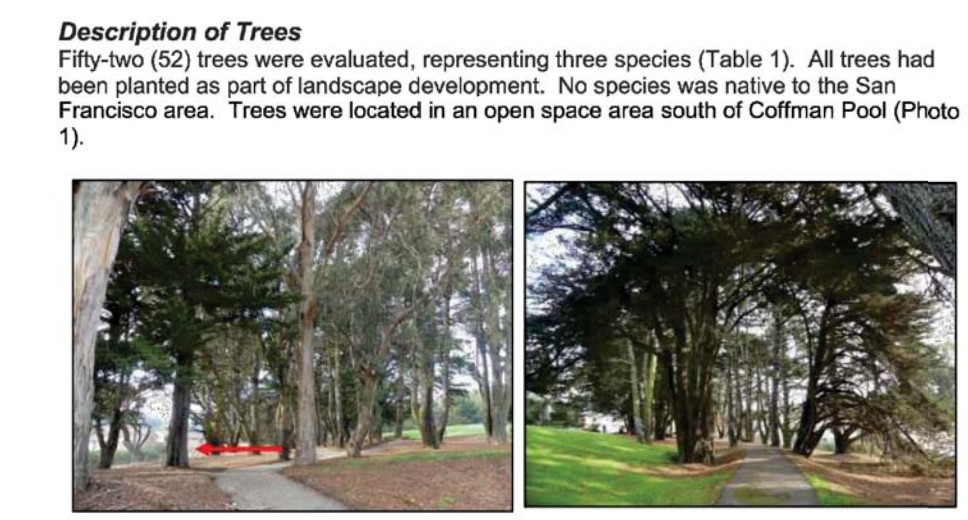 Description of Trees
Fifty-two (52) trees were evaluated, representing three species (Table 1).  All trees had
been planted as part of landscape development.  No species was native to the San
Francisco area.  Trees were located in an open space area south of Coffman Pool (Photo
1).